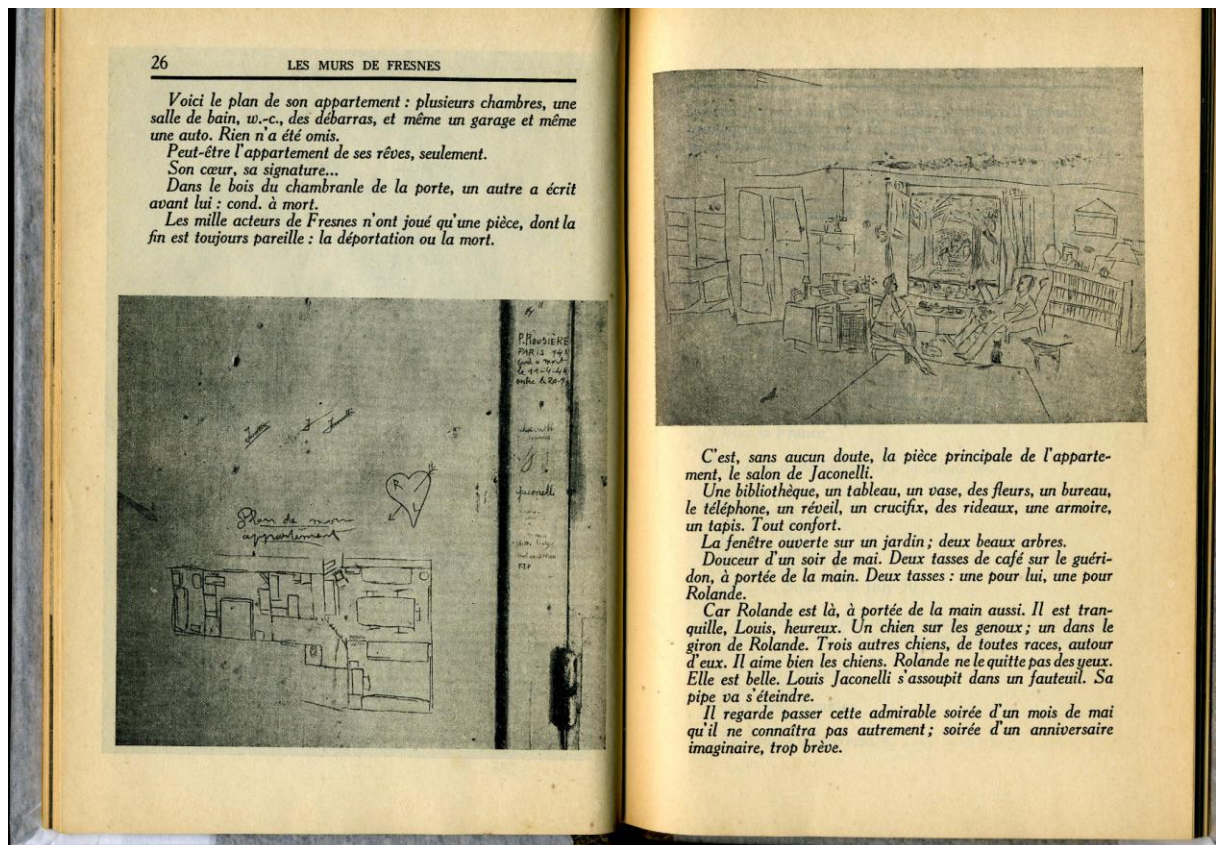 26
LES MURS DE FRESNES
Voici le plan de son appartement : plusieurs chambres, une
salle de bain, w.-c., des débarras, et même un garage et même
une auto. Rien n'a été omis.
Peut-être l'appartement de ses rêves, seulement.
Son cœur, sa signature...
Dans le bois du chambranle de la porte, un autre a écrit
avant lui : cond. à mort.
Les mille acteurs de Fresnes n'ont joué qu'une pièce, dont la
fin est toujours pareille : la déportation ou la mort.
PARIS
le 11-4-44
Jaconelli
R
L
Plan de mon
appartement
C'est, sans aucun doute, la pièce principale de l'apparte-
ment, le salon de Jaconelli.
Une bibliothèque, un tableau, un vase, des fleurs, un bureau,
le téléphone, un réveil, un crucifix, des rideaux, une armoire,
un tapis. Tout confort.
La fenêtre ouverte sur un jardin ; deux beaux arbres.
Douceur d'un soir de mai. Deux tasses de café sur le guéri-
don, à portée de la main. Deux tasses : une pour lui, une pour
Rolande.
Car Rolande est là, à portée de la main aussi. Il est tran-
quille, Louis, heureux. Un chien sur les genoux ; un dans le
giron de Rolande. Trois autres chiens, de toutes races, autour
d'eux. Il aime bien les chiens. Rolande ne le quitte pas des yeux.
Elle est belle. Louis Jaconelli s'assoupit dans un fauteuil. Sa
pipe va s'éteindre.
Il regarde passer cette admirable soirée d'un mois de mai
qu'il ne connaîtra pas autrement ; soirée d'un anniversaire
imaginaire, trop brève.